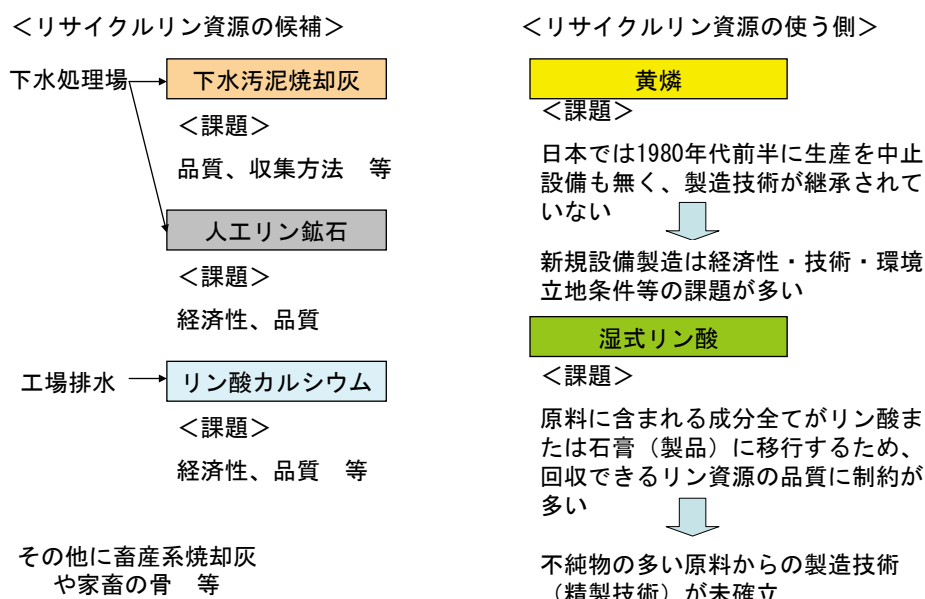 ＜リサイクルリン資源の候補＞
下水処理場
下水汚泥焼却灰
＜課題＞
品質、収集方法　等
人工リン鉱石
＜課題＞
経済性、品質
工場排水
リン酸カルシウム
＜課題＞
経済性、品質　等
その他に畜産系焼却灰
や家畜の骨　等
＜リサイクルリン資源の使う側＞
黄燐
＜課題＞
日本では1980年代前半に生産を中止
設備も無く、製造技術が継承されて
いない
新規設備製造は経済性・技術・環境
立地条件等の課題が多い
湿式リン酸
＜課題＞
原料に含まれる成分全てがリン酸ま
たは石膏（製品）に移行するため、
回収できるリン資源の品質に制約が
多い
不純物の多い原料からの製造技術
（精製技術）が未確立